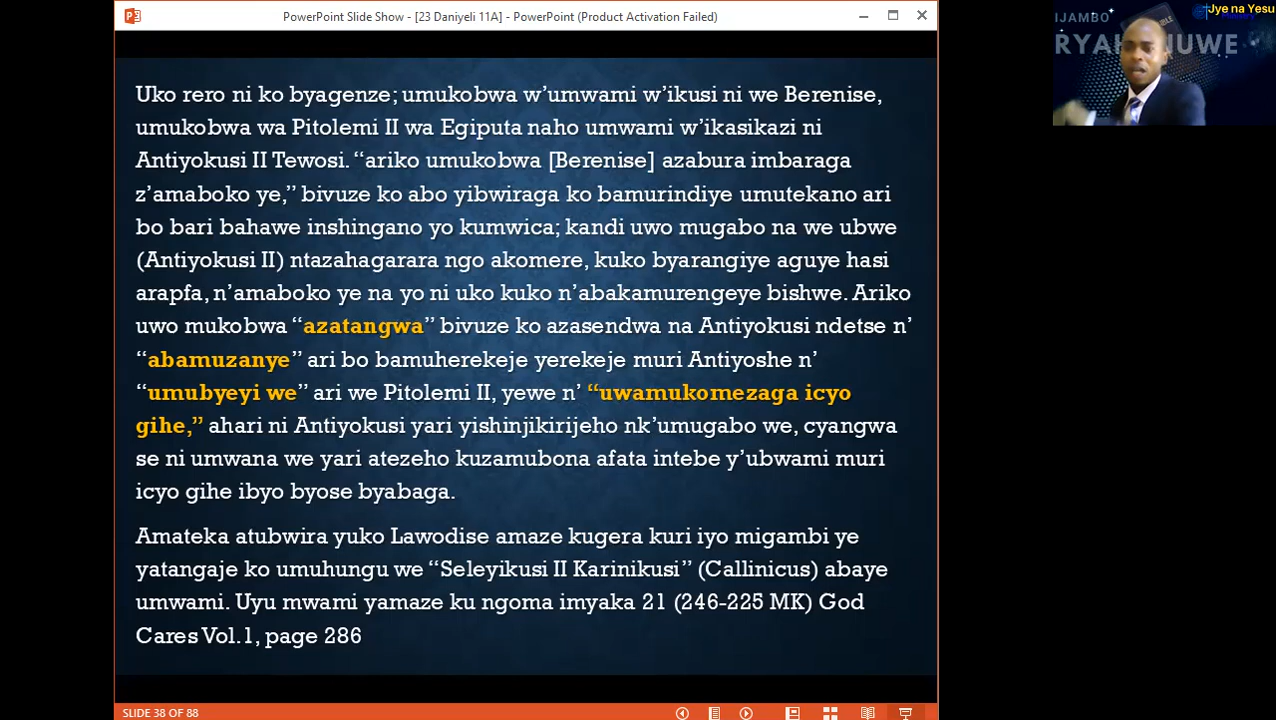 PowerPoint Slide Show - [23 Daniyeli 11A] - PowerPoint (Product Activation Failed)
Jye na Yesu
IJAMBO
Uko rero ni ko byagenze; umukobwa w’umwami w’ikusi ni we Berenise,
umukobwa wa Pitolemi II wa Egiputa naho umwami w’ikasikazi ni
Antiyokusi II Tewosi. “ariko umukobwa [Berenise] azabura imbaraga
z’amaboko ye,” bivuze ko abo yibwiraga ko bamurindiye umutekano ari
bo bari bahawe inshingano yo kumwica; kandi uwo mugabo na we ubwe
(Antiyokusi II) ntazahagarara ngo akomere, kuko byarangiye aguye hasi
arapfa, n’amaboko ye na yo ni uko kuko n’abakamurengeye bishwe. Ariko
uwo mukobwa “azatangwa” bivuze ko azasendwa na Antiyokusi ndetse n’
“abamuzanye” ari bo bamuherekeje yerekeje muri Antiyoshe n’
“umubyeyi we” ari we Pitolemi II, yewe n’ “uwamukomezaga icyo
gihe,” ahari ni Antiyokusi yari yishinjikirijeho nk’umugabo we, cyangwa
se ni umwana we yari atezeho kuzamubona afata intebe y’ubwami muri
icyo gihe ibyo byose byabaga.
Amateka atubwira yuko Lawodise amaze kugera kuri iyo migambi ye
yatangaje ko umuhungu we “Seleyikusi II Karinikusi” (Callinicus) abaye
umwami. Uyu mwami yamaze ku ngoma imyaka 21 (246-225 MK) God
Cares Vol.1, page 286
SLIDE 38 OF 88